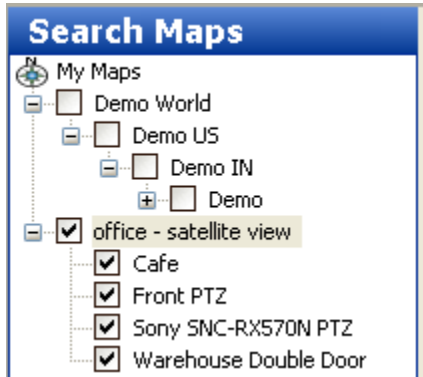 Search Maps
N
My Maps
Demo World
Demo US
Demo IN
Demo
office - satellite view
Cafe
Front PTZ
Sony SNC-RX570N PTZ
Warehouse Double Door